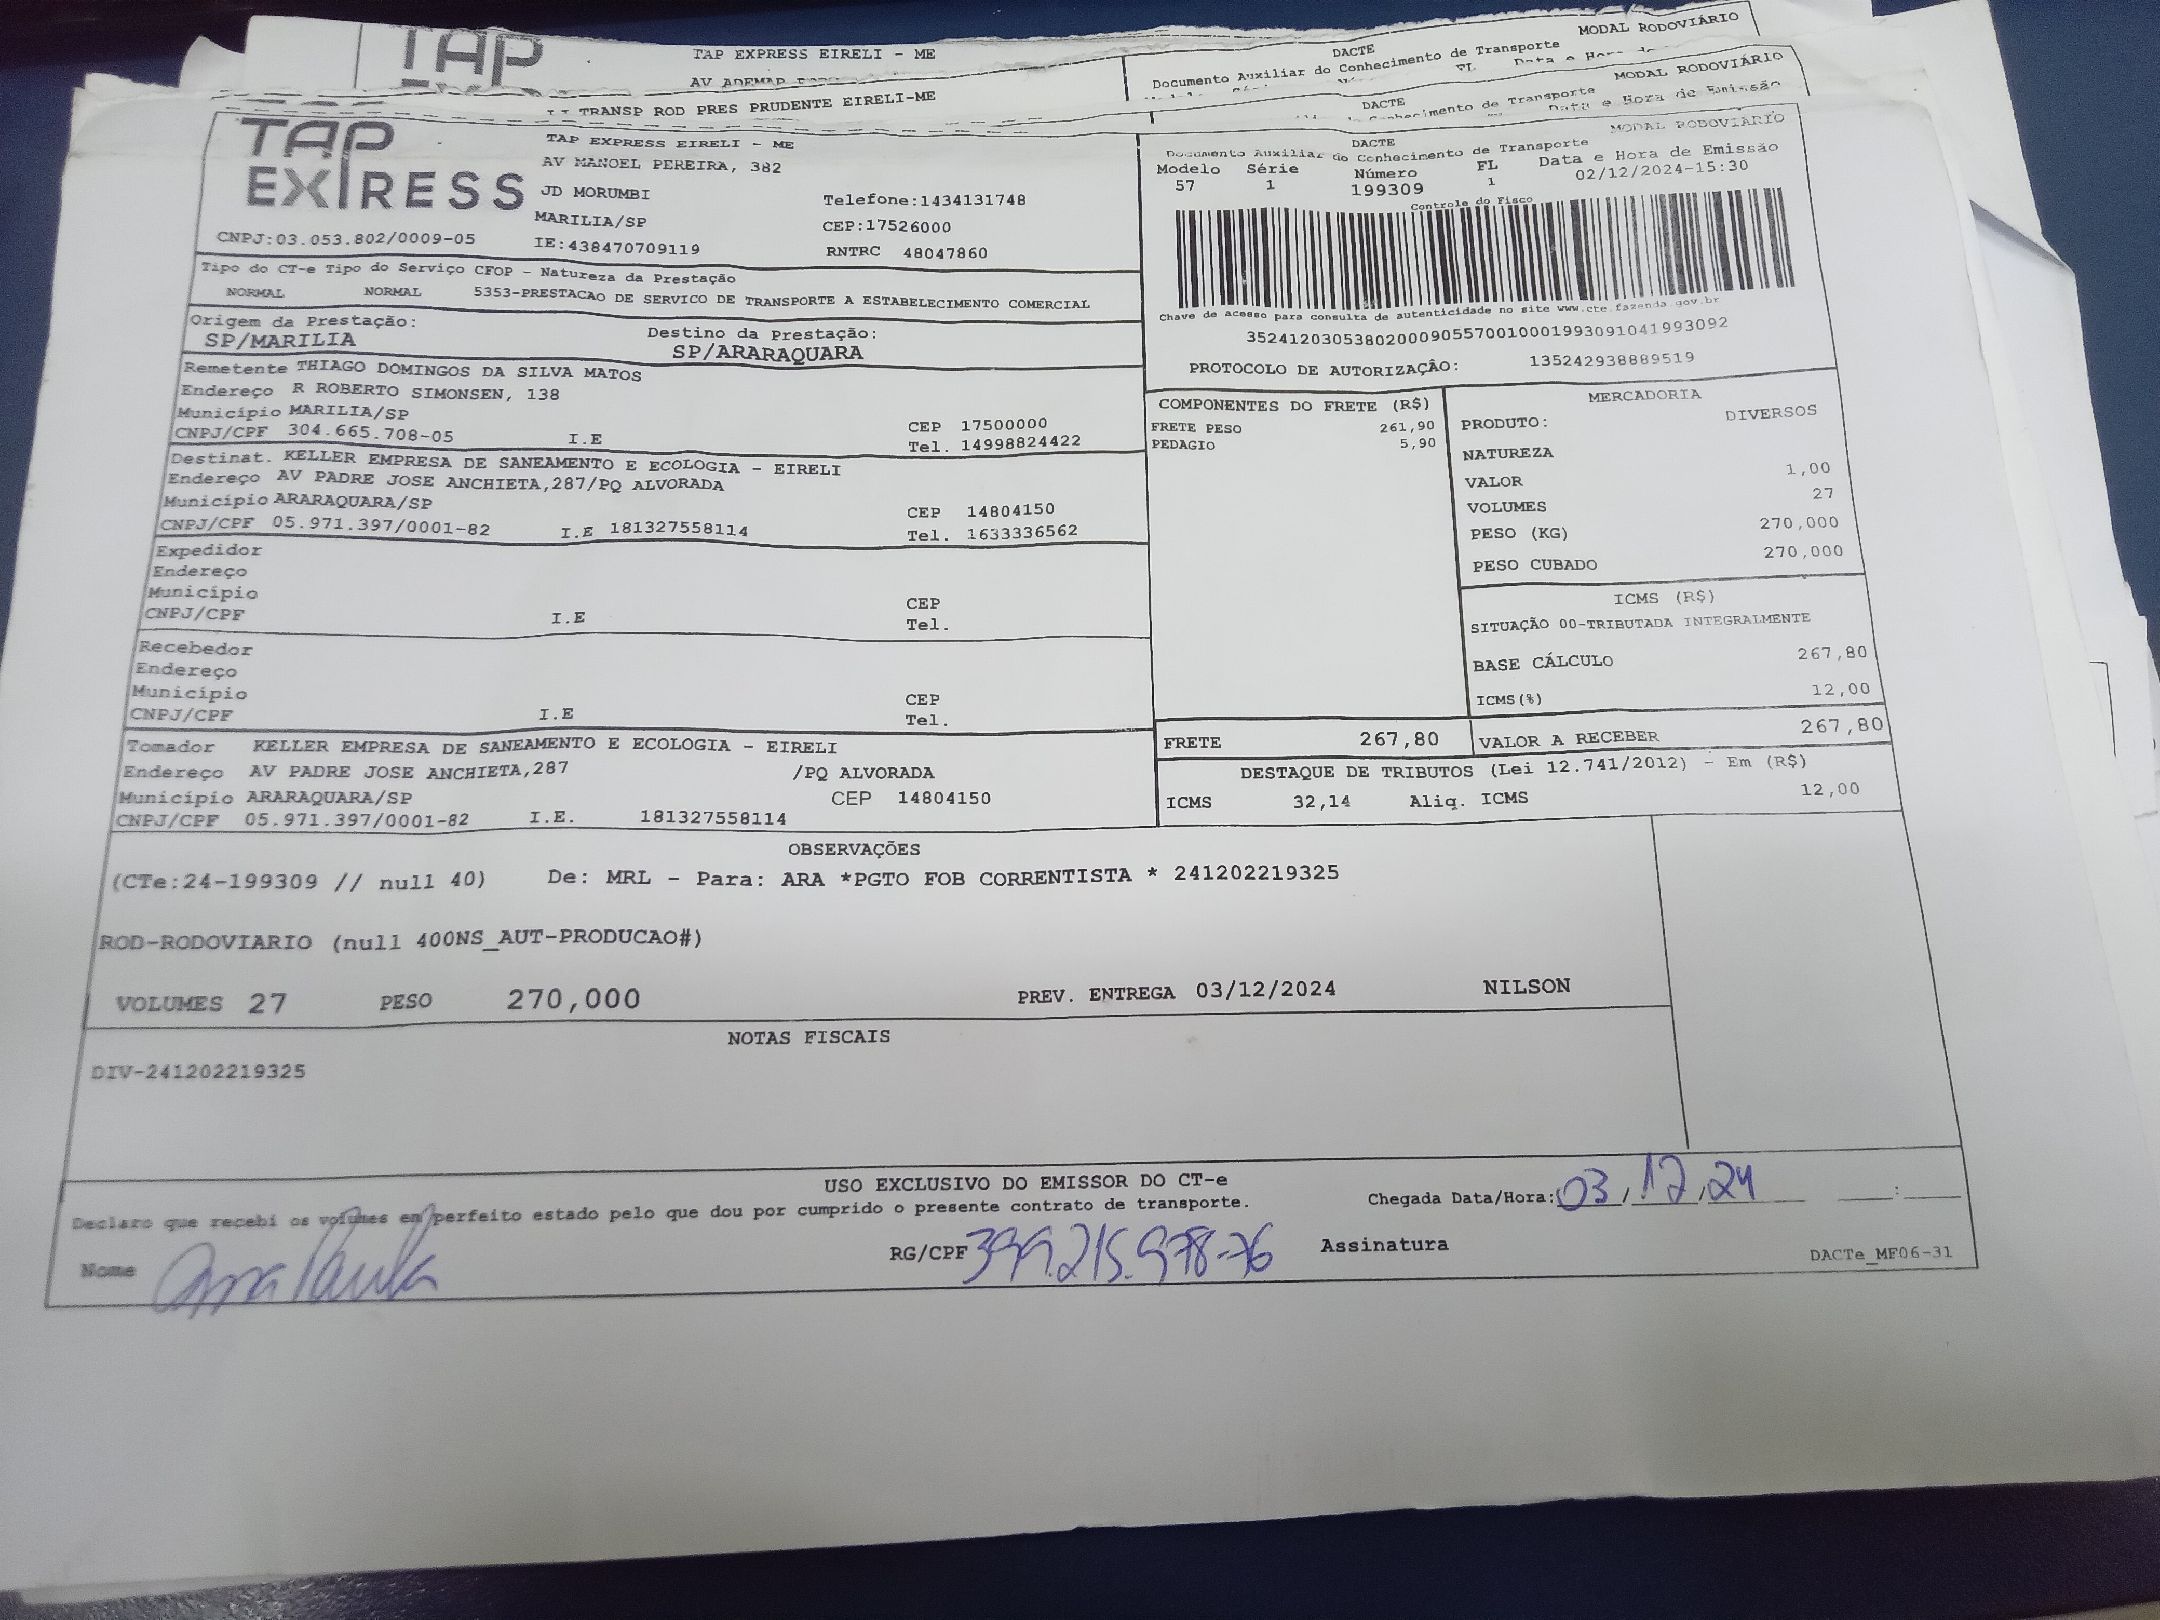 TAP
TAP EXPRESS EIRELI - ME
DACTE
MODAL RODOVIÁRIO
Documento Auxiliar do Conhecimento de Transporte
TRANSP ROD PRES PRUDENTE EIRELI-ME
DACTE
MODAL RODOVIÁRIO
Conhecimento de Transporte
Data e Hora de Emissão
TAP EXPRESS
TAP EXPRESS EIRELI - ME
AV MANOEL PEREIRA, 382
JD MORUMBI
Telefone:1434131748
MARILIA/SP
CEP:17526000
CNPJ:03.053.802/0009-05
IE:438470709119
RNTRC 48047860
DACTE
MODAL RODOVIÁRIO
Documento Auxiliar do Conhecimento de Transporte
Modelo Série Número FL Data e Hora de Emissão
57 1 199309 1 02/12/2024-15:30
Controle do Fisco
Chave de acesso para consulta de autenticidade no site www.cte.fazenda.gov.br
35241203053802000905570010001993091041993092
PROTOCOLO DE AUTORIZAÇÃO: 135242938889519
Tipo do CT-e Tipo do Serviço CFOP - Natureza da Prestação
NORMAL NORMAL 5353-PRESTACAO DE SERVICO DE TRANSPORTE A ESTABELECIMENTO COMERCIAL
Origem da Prestação: Destino da Prestação:
SP/MARILIA SP/ARARAQUARA
Remetente THIAGO DOMINGOS DA SILVA MATOS
Endereço R ROBERTO SIMONSEN, 138
Município MARILIA/SP CEP 17500000
CNPJ/CPF 304.665.708-05 I.E Tel. 14998824422
Destinat. KELLER EMPRESA DE SANEAMENTO E ECOLOGIA - EIRELI
Endereço AV PADRE JOSE ANCHIETA,287/PQ ALVORADA
Município ARARAQUARA/SP CEP 14804150
CNPJ/CPF 05.971.397/0001-82 I.E 181327558114 Tel. 1633336562
Expedidor
Endereço
Município CEP
CNPJ/CPF I.E Tel.
Recebedor
Endereço
Município CEP
CNPJ/CPF I.E Tel.
Tomador KELLER EMPRESA DE SANEAMENTO E ECOLOGIA - EIRELI
Endereço AV PADRE JOSE ANCHIETA,287 /PQ ALVORADA
Município ARARAQUARA/SP CEP 14804150
CNPJ/CPF 05.971.397/0001-82 I.E. 181327558114
COMPONENTES DO FRETE (R$)
FRETE PESO 261,90
PEDAGIO 5,90
MERCADORIA
PRODUTO: DIVERSOS
NATUREZA
VALOR 1,00
VOLUMES 27
PESO (KG) 270,000
PESO CUBADO 270,000
ICMS (R$)
SITUAÇÃO 00-TRIBUTADA INTEGRALMENTE
BASE CÁLCULO 267,80
ICMS(%) 12,00
FRETE 267,80 VALOR A RECEBER 267,80
DESTAQUE DE TRIBUTOS (Lei 12.741/2012) - Em (R$)
ICMS 32,14 Aliq. ICMS 12,00
OBSERVAÇÕES
(CTe:24-199309 // null 40) De: MRL - Para: ARA *PGTO FOB CORRENTISTA * 241202219325
ROD-RODOVIARIO (null 400NS_AUT-PRODUCAO#)
VOLUMES 27 PESO 270,000 PREV. ENTREGA 03/12/2024 NILSON
NOTAS FISCAIS
DIV-241202219325
USO EXCLUSIVO DO EMISSOR DO CT-e
Declaro que recebi os volumes em perfeito estado pelo que dou por cumprido o presente contrato de transporte.
Chegada Data/Hora: 03/12/24 :
Nome Ana Paula RG/CPF 399.215.978-76 Assinatura
DACTe_MF06-31